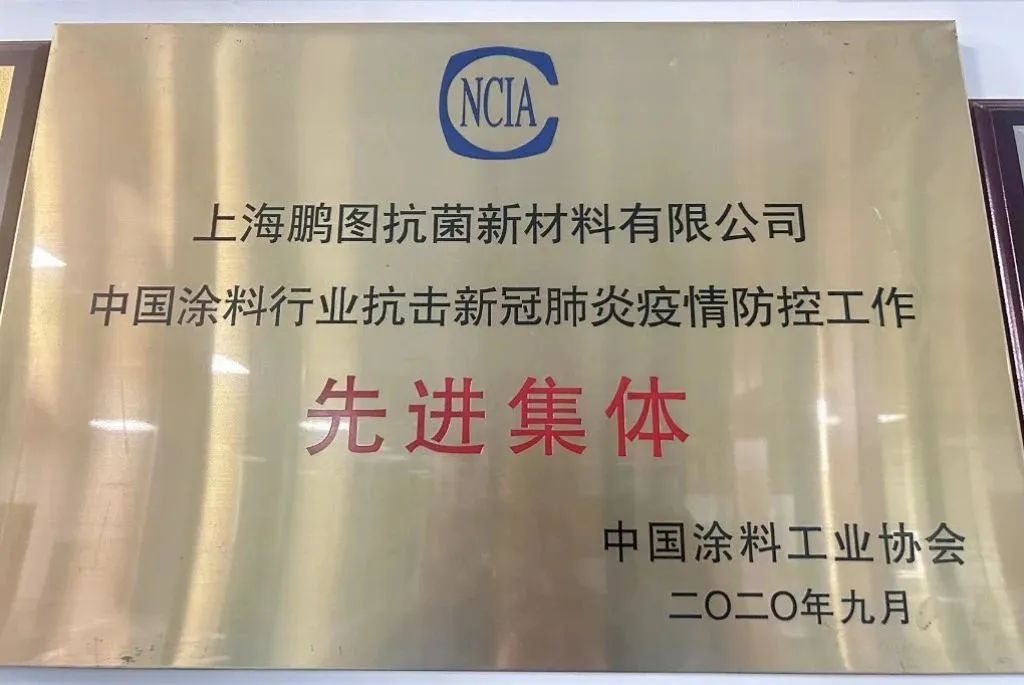 NCIA
上海鹏图抗菌新材料有限公司
中国涂料行业抗击新冠肺炎疫情防控工作
先进集体
中国涂料工业协会
二〇二〇年九月